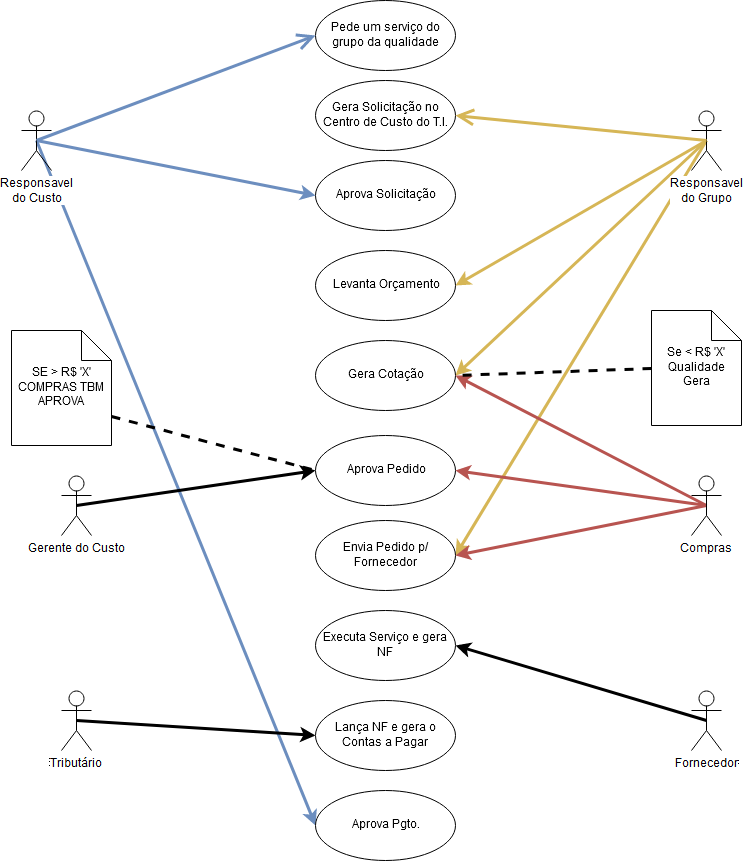 Pede um serviço do
grupo da qualidade
Gera Solicitação no
Centro de Custo do T.I.
Responsavel
do Custo
Responsavel
do Grupo
Aprova Solicitação
Levanta Orçamento
SE > R$ 'X'
COMPRAS TBM
APROVA
Gera Cotação
Se < R$ 'X'
Qualidade
Gera
Aprova Pedido
Gerente do Custo
Envia Pedido p/
Fornecedor
Compras
Executa Serviço e gera
NF
Tributário
Lança NF e gera o
Contas a Pagar
Fornecedor
Aprova Pgto.